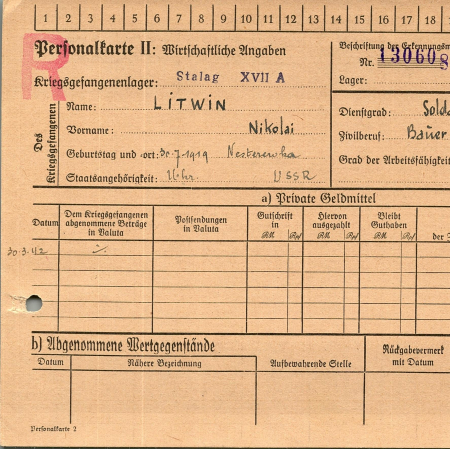 1 2 3 4 5 6 7 8 9 10 11 12 13 14 15 16 17 18
R
Personalkarte II: Wirtschaftliche Angaben
Beschriftung der Erkennungsm
Nr. 130608
Kriegsgefangenenlager: Stalag XVII A
Lager:
Des Kriegsgefangenen
Name: LITWIN
Vorname: Nikolai
Geburtstag und -ort: 30.7.1919 Nesterewka
Staatsangehörigkeit: Ukr. USSR
Dienstgrad: Solda
Zivilberuf: Bauer
Grad der Arbeitsfähigkeit
a) Private Geldmittel
Datum
Dem Kriegsgefangenen abgenommene Beträge in Valuta
Postsendungen in Valuta
Gutschrift in
RM Rpf
Hiervon ausgezahlt
RM Rpf
Bleibt Guthaben
RM Rpf
der
30.3.42
b) Abgenommene Wertgegenstände
Datum
Nähere Bezeichnung
Aufbewahrende Stelle
Rückgabevermerk mit Datum
Personalkarte 2